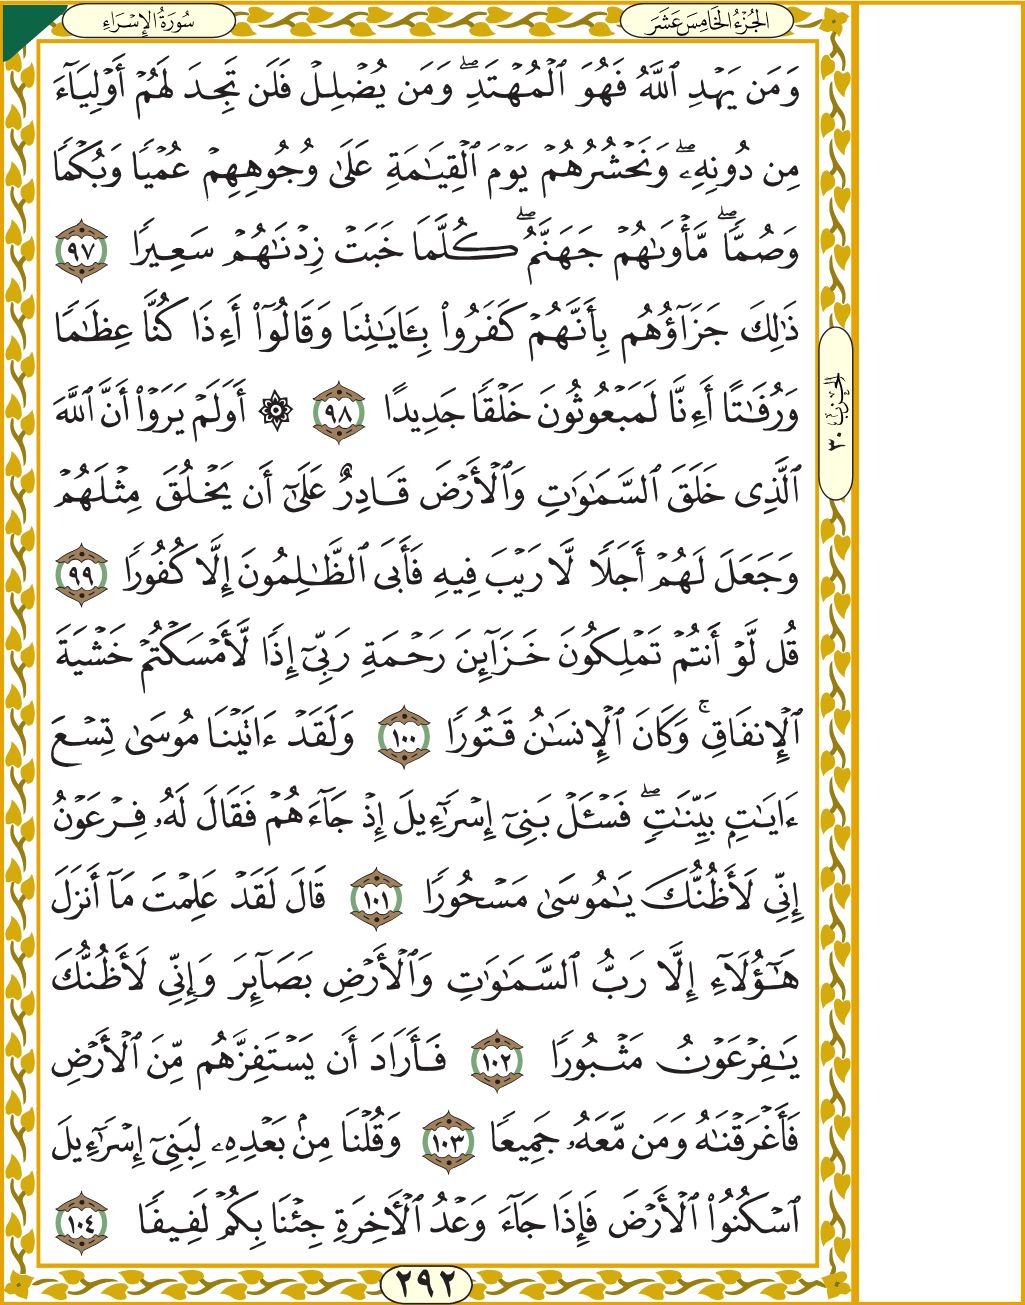 الجُزْءُ الخَامِسَ عَشَرَ
سُورَةُ الإِسْرَاءِ
وَمَن يَهْدِ ٱللَّهُ فَهُوَ ٱلْمُهْتَدِۖ وَمَن يُضْلِلْ فَلَن تَجِدَ لَهُمْ أَوْلِيَآءَ
مِن دُونِهِۦۖ وَنَحْشُرُهُمْ يَوْمَ ٱلْقِيَٰمَةِ عَلَىٰ وُجُوهِهِمْ عُمْيًا وَبُكْمًا
وَصُمًّاۖ مَّأْوَىٰهُمْ جَهَنَّمُۖ كُلَّمَا خَبَتْ زِدْنَٰهُمْ سَعِيرًا ٩٧
ذَٰلِكَ جَزَآؤُهُم بِأَنَّهُمْ كَفَرُوا۟ بِـَٔايَٰتِنَا وَقَالُوٓا۟ أَءِذَا كُنَّا عِظَٰمًا
وَرُفَٰتًا أَءِنَّا لَمَبْعُوثُونَ خَلْقًا جَدِيدًا ٩٨ ۞ أَوَلَمْ يَرَوْا۟ أَنَّ ٱللَّهَ
ٱلَّذِى خَلَقَ ٱلسَّمَٰوَٰتِ وَٱلْأَرْضَ قَادِرٌ عَلَىٰٓ أَن يَخْلُقَ مِثْلَهُمْ
وَجَعَلَ لَهُمْ أَجَلًا لَّا رَيْبَ فِيهِ فَأَبَى ٱلظَّٰلِمُونَ إِلَّا كُفُورًا ٩٩
قُل لَّوْ أَنتُمْ تَمْلِكُونَ خَزَآئِنَ رَحْمَةِ رَبِّىٓ إِذًا لَّأَمْسَكْتُمْ خَشْيَةَ
ٱلْإِنفَاقِۚ وَكَانَ ٱلْإِنسَٰنُ قَتُورًا ١٠٠ وَلَقَدْ ءَاتَيْنَا مُوسَىٰ تِسْعَ
ءَايَٰتٍۭ بَيِّنَٰتٍۖ فَسْـَٔلْ بَنِىٓ إِسْرَٰٓءِيلَ إِذْ جَآءَهُمْ فَقَالَ لَهُۥ فِرْعَوْنُ
إِنِّى لَأَظُنُّكَ يَٰمُوسَىٰ مَسْحُورًا ١٠١ قَالَ لَقَدْ عَلِمْتَ مَآ أَنزَلَ
هَٰٓؤُلَآءِ إِلَّا رَبُّ ٱلسَّمَٰوَٰتِ وَٱلْأَرْضِ بَصَآئِرَ وَإِنِّى لَأَظُنُّكَ
يَٰفِرْعَوْنُ مَثْبُورًا ١٠٢ فَأَرَادَ أَن يَسْتَفِزَّهُم مِّنَ ٱلْأَرْضِ
فَأَغْرَقْنَٰهُ وَمَن مَّعَهُۥ جَمِيعًا ١٠٣ وَقُلْنَا مِنۢ بَعْدِهِۦ لِبَنِىٓ إِسْرَٰٓءِيلَ
ٱسْكُنُوا۟ ٱلْأَرْضَ فَإِذَا جَآءَ وَعْدُ ٱلْءَاخِرَةِ جِئْنَا بِكُمْ لَفِيفًا ١٠٤
الحِزْبُ ٣٠
٢٩٢